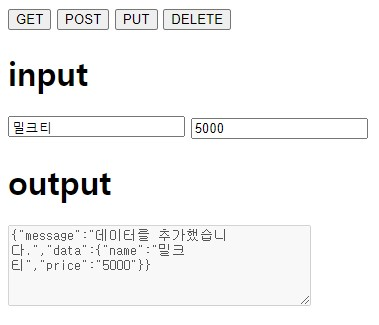 GET POST PUT DELETE
input
밀크티 5000
output
{"message":"데이터를 추가했습니
다.","data":{"name":"밀크
티","price":"5000"}}